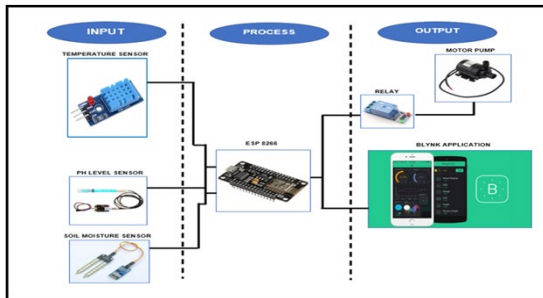 INPUT
PROCESS
OUTPUT
TEMPERATURE SENSOR
MOTOR PUMP
RELAY
ESP 8266
BLYNK APPLICATION
PH LEVEL SENSOR
B
SOIL MOISTURE SENSOR